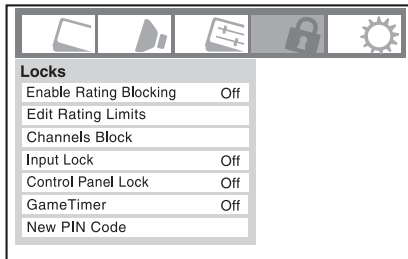 Locks
Enable Rating Blocking Off
Edit Rating Limits
Channels Block
Input Lock Off
Control Panel Lock Off
GameTimer Off
New PIN Code